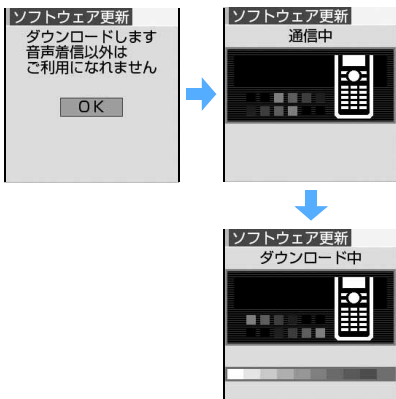 ソフトウェア更新
ダウンロードします
音声着信以外は
ご利用になれません
OK
ソフトウェア更新
通信中
ソフトウェア更新
ダウンロード中